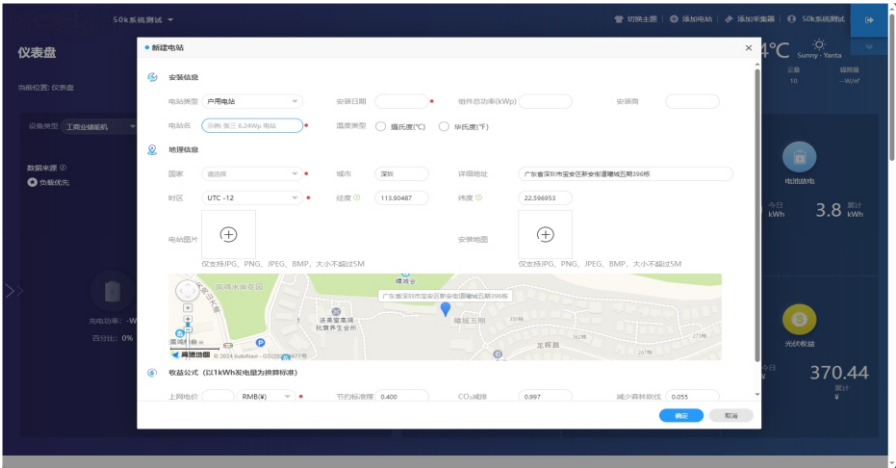 50k系统测试
切换主题 添加电站 添加采集器 50k系统测试
仪表盘
4°C Sunny - Yanta
当前位置: 仪表盘
10 --W/㎡
设备类型 工商业储能机
数据来源
负载优先
充电功率: -W
百分比: 0%
新建电站
安装信息
电站类型 户用电站 安装日期 组件总功率(kWp) 安装商
电站名 示例: 张三 6.24Wp 电站 温度类型 摄氏度(℃) 华氏度(℉)
地理信息
国家 请选择 城市 深圳 详细地址 广东省深圳市宝安区新安街道曦城五期396栋
时区 UTC -12 经度 113.90487 纬度 22.596953
电站图片 安装地图
仅支持JPG、PNG、JPEG、BMP，大小不超过5M 仅支持JPG、PNG、JPEG、BMP，大小不超过5M
广东省深圳市宝安区新安街道曦城五期396栋
曦城五期
龙辉路
高德地图
收益公式 (以1kWh发电量为换算标准)
上网电价 RMB(¥) 节约标准煤 0.400 CO₂减排 0.997 减少森林砍伐 0.055
确定 取消
电池放电
今日 kWh 3.8 累计 kWh
光伏收益
今日 ¥ 370.44 累计 ¥